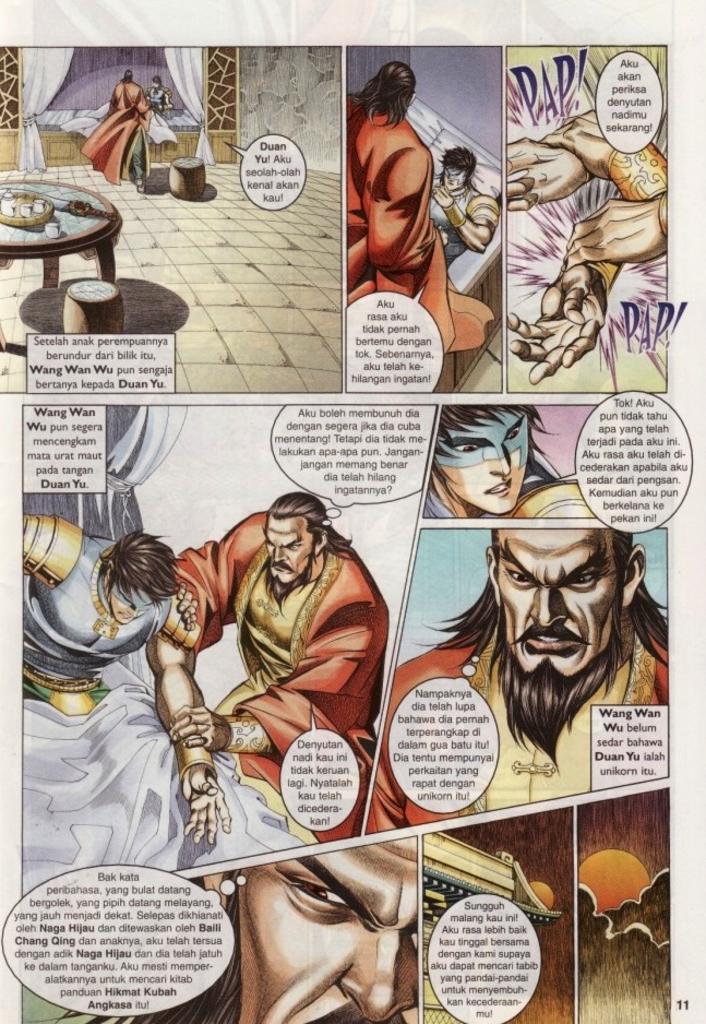 Duan
Yu! Aku
seolah-olah
kenal akan
kau!
Setelah anak perempuannya
berundur dari bilik itu,
Wang Wan Wu pun sengaja
bertanya kepada Duan Yu.
Aku
rasa aku
tidak pernah
bertemu dengan
tok. Sebenarnya,
aku telah ke-
hilangan ingatan!
PAP!
Aku
akan
periksa
denyutan
nadimu
sekarang!
PAP!
Wang Wan
Wu pun segera
mencengkam
mata urat maut
pada tangan
Duan Yu.
Aku boleh membunuh dia
dengan segera jika dia cuba
menentang! Tetapi dia tidak me-
lakukan apa-apa pun. Jangan-
jangan memang benar
dia telah hilang
ingatannya?
Denyutan
nadi kau ini
tidak keruan
lagi. Nyatalah
kau telah
dicedera-
kan!
Tok! Aku
pun tidak tahu
apa yang telah
terjadi pada aku ini.
Aku rasa aku telah di-
cederakan apabila aku
sedar dari pengsan.
Kemudian aku pun
berkelana ke
pekan ini!
Nampaknya
dia telah lupa
bahawa dia pernah
terperangkap di
dalam gua batu itu!
Dia tentu mempunyai
perkaitan yang
rapat dengan
unikorn itu!
Wang Wan
Wu belum
sedar bahawa
Duan Yu ialah
unikorn itu.
Bak kata
peribahasa, yang bulat datang
bergolek, yang pipih datang melayang,
yang jauh menjadi dekat. Selepas dikhianati
oleh Naga Hijau dan ditewaskan oleh Baili
Chang Qing dan anaknya, aku telah tersua
dengan adik Naga Hijau dan dia telah jatuh
ke dalam tanganku. Aku mesti memper-
alatkannya untuk mencari kitab
panduan Hikmat Kubah
Angkasa itu!
Sungguh
malang kau ini!
Aku rasa lebih baik
kau tinggal bersama
dengan kami supaya
aku dapat mencari tabib
yang pandai-pandai
untuk menyembuh-
kan kecederaan-
mu!
11